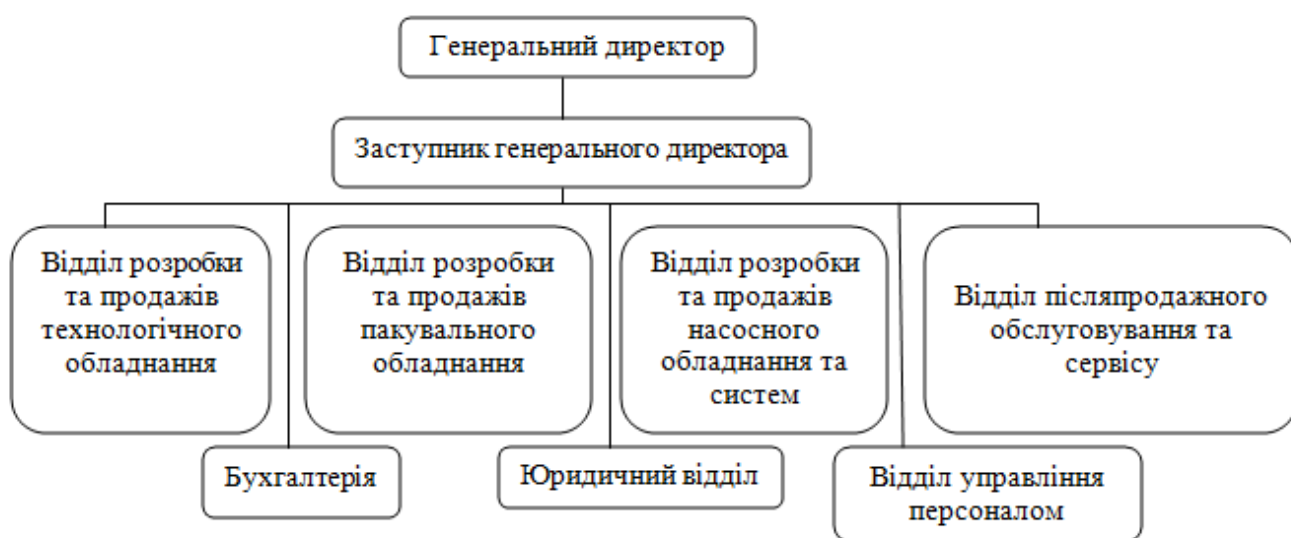 Генеральний директор
Заступник генерального директора
Відділ розробки
та продажів
технологічного
обладнання
Відділ розробки
та продажів
пакувального
обладнання
Відділ розробки
та продажів
насосного
обладнання та
систем
Відділ післяпродажного
обслуговування та
сервісу
Бухгалтерія
Юридичний відділ
Відділ управління
персоналом